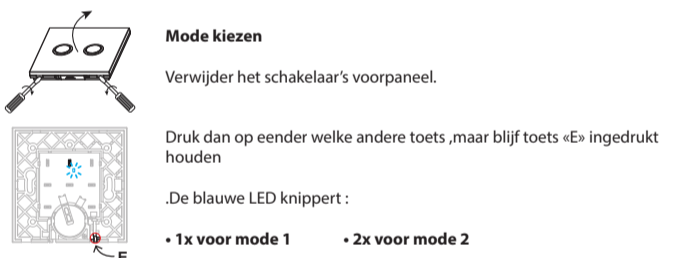 Mode kiezen
Verwijder het schakelaar's voorpaneel.
Druk dan op eender welke andere toets ,maar blijf toets «E» ingedrukt
houden
.De blauwe LED knippert :
• 1x voor mode 1 • 2x voor mode 2
E